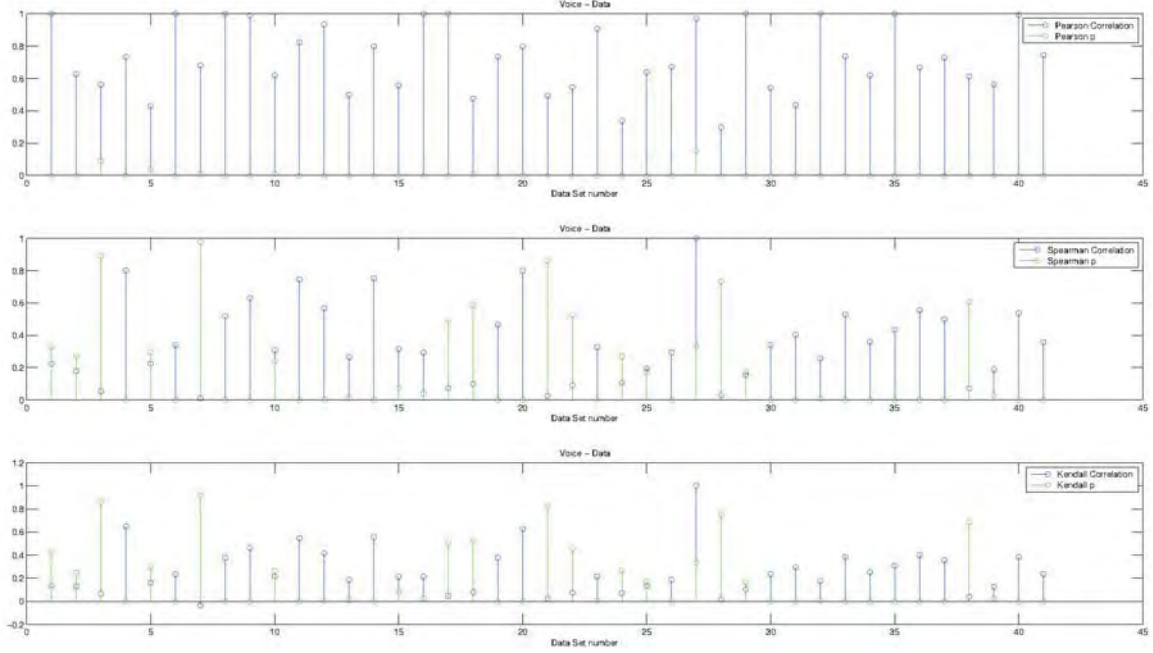 Voice – Data
1
0.8
0.6
0.4
0.2
0
0 5 10 15 20 25 30 35 40 45
Data Set number
Pearson Correlation
Pearson p
Voice – Data
1
0.8
0.6
0.4
0.2
0
0 5 10 15 20 25 30 35 40 45
Data Set number
Spearman Correlation
Spearman p
Voice – Data
1.2
1
0.8
0.6
0.4
0.2
0
–0.2
0 5 10 15 20 25 30 35 40 45
Data Set number
Kendall Correlation
Kendall p